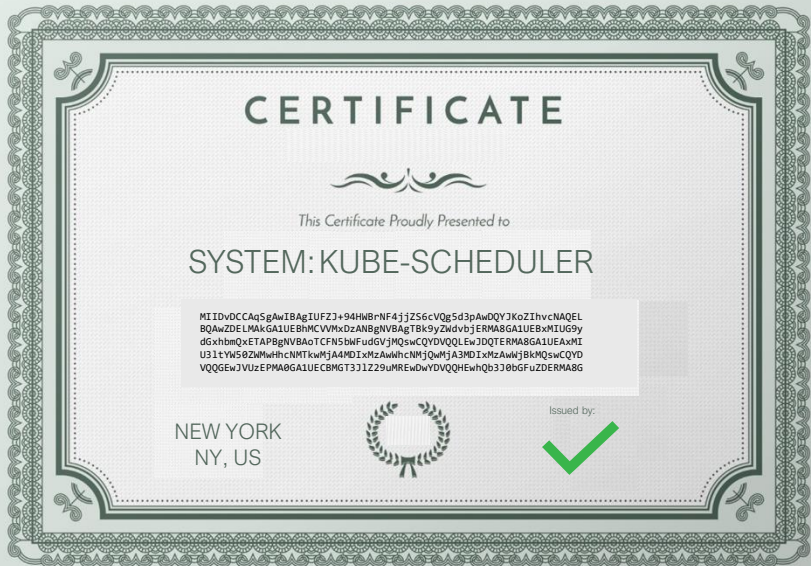 CERTIFICATE
This Certificate Proudly Presented to
SYSTEM: KUBE-SCHEDULER
MIIDvDCCAqSgAwIBAgIUFZJ+94HWBrNF4jjZS6cVQg5d3pAwDQYJKoZIhvcNAQEL
BQAwZDELMAkGA1UEBhMCVVMxDzANBgNVBAgTBk9yZWdvbjERMA8GA1UEBxMIUG9y
dGxhbmQxETAPBgNVBAoTCFN5bWFudGVjMQswCQYDVQQLEwJDQTERMA8GA1UEAxMI
U3ltYW50ZWMwHhcNMTkwMjA4MDIxMzAwWhcNMjQwMjA3MDIxMzAwWjBkMQswCQYD
VQQGEwJVUzEPMA0GA1UECBMGT3JlZ29uMREwDwYDVQQHEwhQb3J0bGFuZDERMA8G
NEW YORK
NY, US
Issued by: